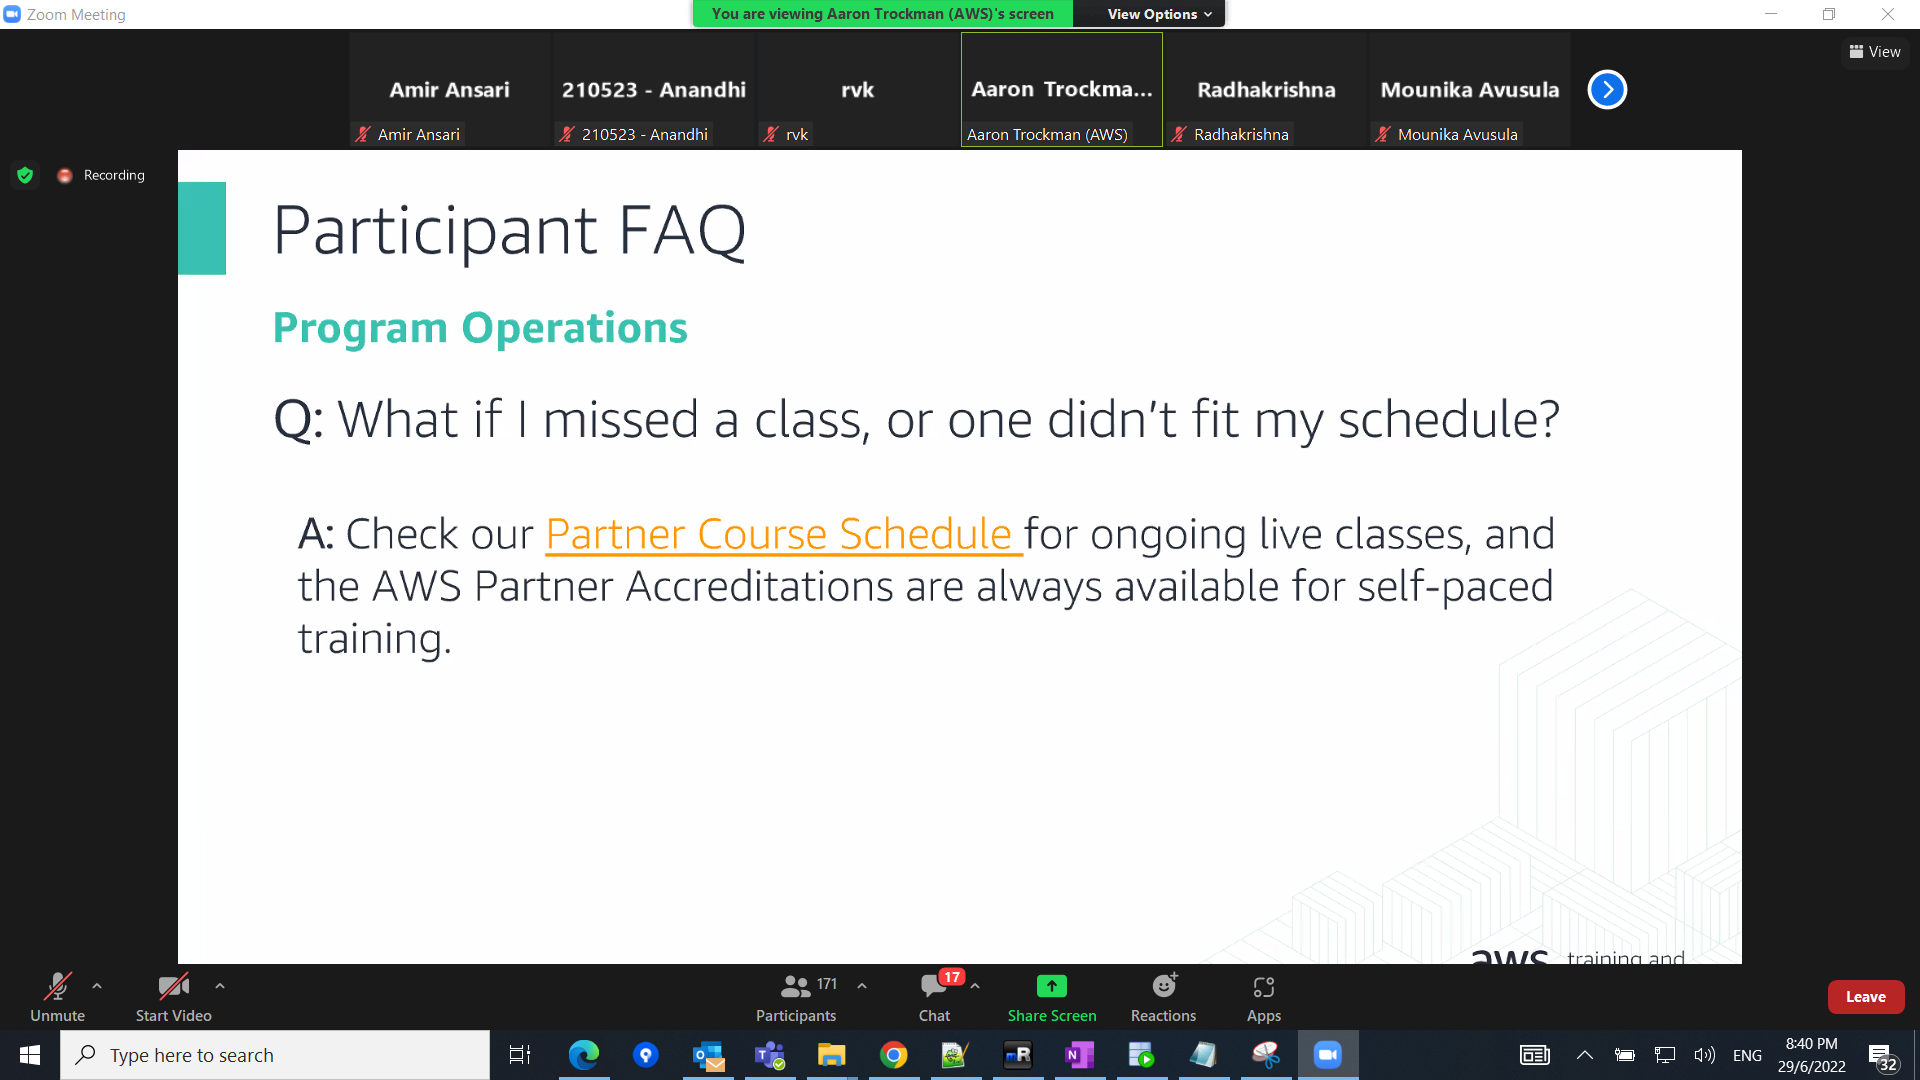 Zoom Meeting
You are viewing Aaron Trockman (AWS)'s screen
View Options
View
Amir Ansari
210523 - Anandhi
rvk
Aaron Trockma...
Radhakrishna
Mounika Avusula
Amir Ansari
210523 - Anandhi
rvk
Aaron Trockman (AWS)
Radhakrishna
Mounika Avusula
Recording
Participant FAQ
Program Operations
Q: What if I missed a class, or one didn’t fit my schedule?
A: Check our Partner Course Schedule for ongoing live classes, and
the AWS Partner Accreditations are always available for self-paced
training.
aws training and
Unmute
Start Video
171
Participants
17
Chat
Share Screen
Reactions
Apps
Leave
Type here to search
mR
ENG
8:40 PM
29/6/2022
32